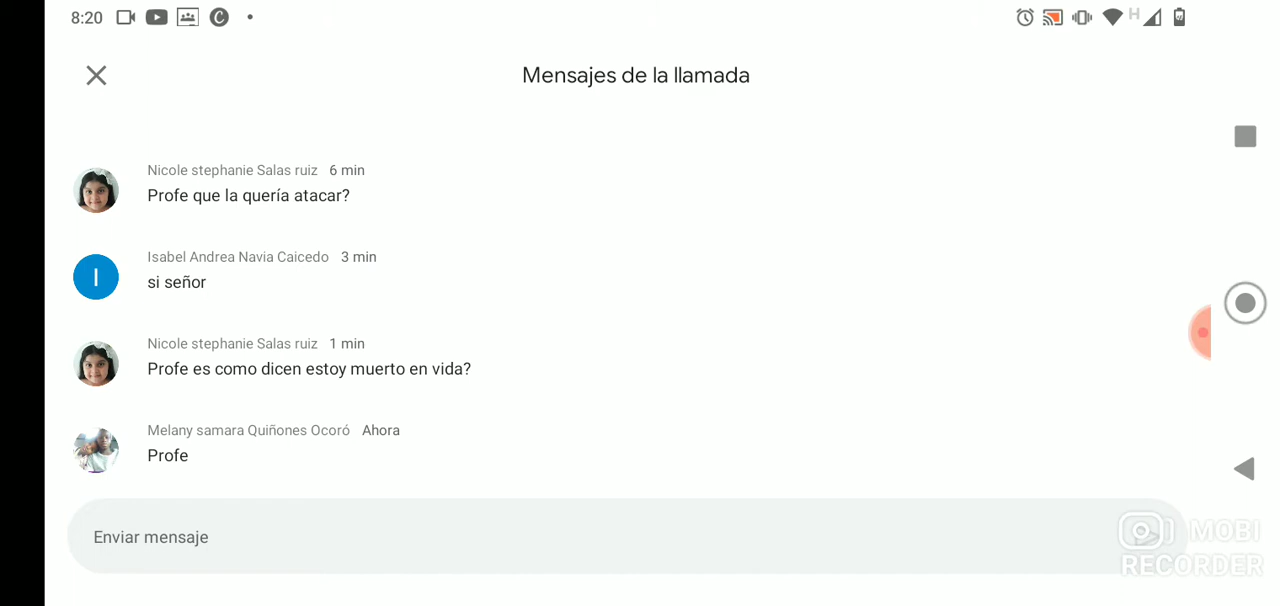 8:20
H
Mensajes de la llamada
Nicole stephanie Salas ruiz 6 min
Profe que la quería atacar?
I
Isabel Andrea Navia Caicedo 3 min
si señor
Nicole stephanie Salas ruiz 1 min
Profe es como dicen estoy muerto en vida?
Melany samara Quiñones Ocoró Ahora
Profe
Enviar mensaje
MOBI
RECORDER